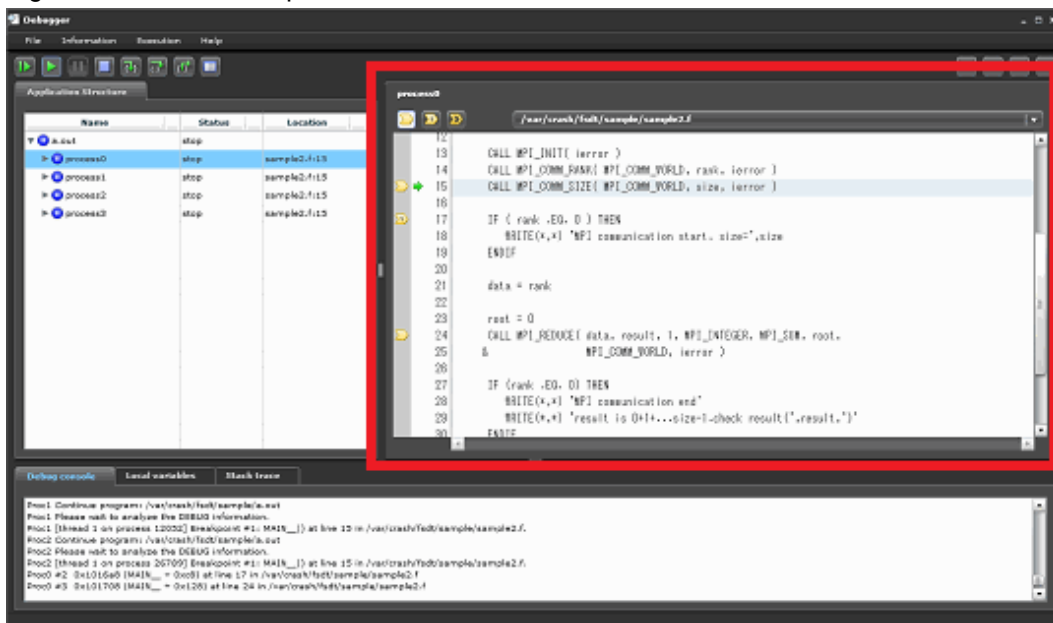 Debugger
File Information Execution Help
Application Structure
Name Status Location
a.out stop
process0 stop sample2.f:15
process1 stop sample2.f:15
process2 stop sample2.f:15
process3 stop sample2.f:15
process0
/var/crash/fsdt/sample/sample2.f
12
13 CALL MPI_INIT( ierror )
14 CALL MPI_COMM_RANK( MPI_COMM_WORLD, rank, ierror )
15 CALL MPI_COMM_SIZE( MPI_COMM_WORLD, size, ierror )
16
17 IF ( rank .EQ. 0 ) THEN
18 WRITE(*,*) 'MPI communication start. size=',size
19 ENDIF
20
21 data = rank
22
23 root = 0
24 CALL MPI_REDUCE( data, result, 1, MPI_INTEGER, MPI_SUM, root,
25 & MPI_COMM_WORLD, ierror )
26
27 IF (rank .EQ. 0) THEN
28 WRITE(*,*) 'MPI communication end'
29 WRITE(*,*) 'result is 0+1+...size-1.check result(',result,')'
30 ENDIF
Debug console Local variables Stack trace
Proc1 Continue program: /var/crash/fsdt/sample/a.out
Proc1 Please wait to analyze the DEBUG information.
Proc1 [thread 1 on process 12032] Breakpoint #1: MAIN__() at line 15 in /var/crash/fsdt/sample/sample2.f.
Proc2 Continue program: /var/crash/fsdt/sample/a.out
Proc2 Please wait to analyze the DEBUG information.
Proc2 [thread 1 on process 26709] Breakpoint #1: MAIN__() at line 15 in /var/crash/fsdt/sample/sample2.f.
Proc0 #2 0x1016a8 (MAIN__ + 0xc8) at line 17 in /var/crash/fsdt/sample/sample2.f
Proc0 #3 0x101708 (MAIN__ + 0x128) at line 24 in /var/crash/fsdt/sample/sample2.f